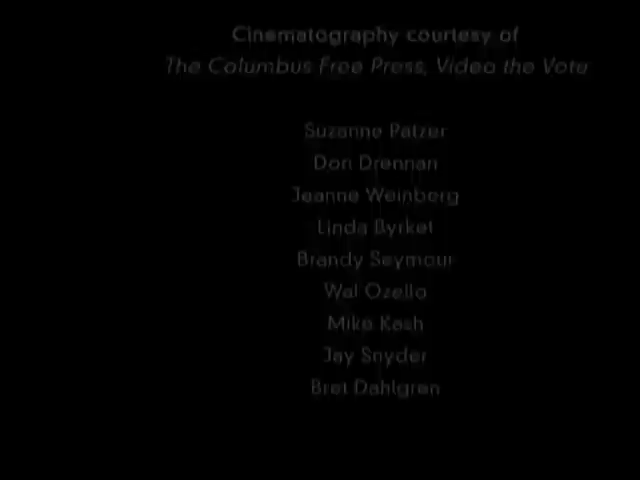 Cinematography courtesy of
The Columbus Free Press, Video the Vote
Suzanne Patzer
Don Drennan
Jeanne Weinberg
Linda Byrket
Brandy Seymour
Wal Ozello
Mike Kash
Jay Snyder
Bret Dahlgren